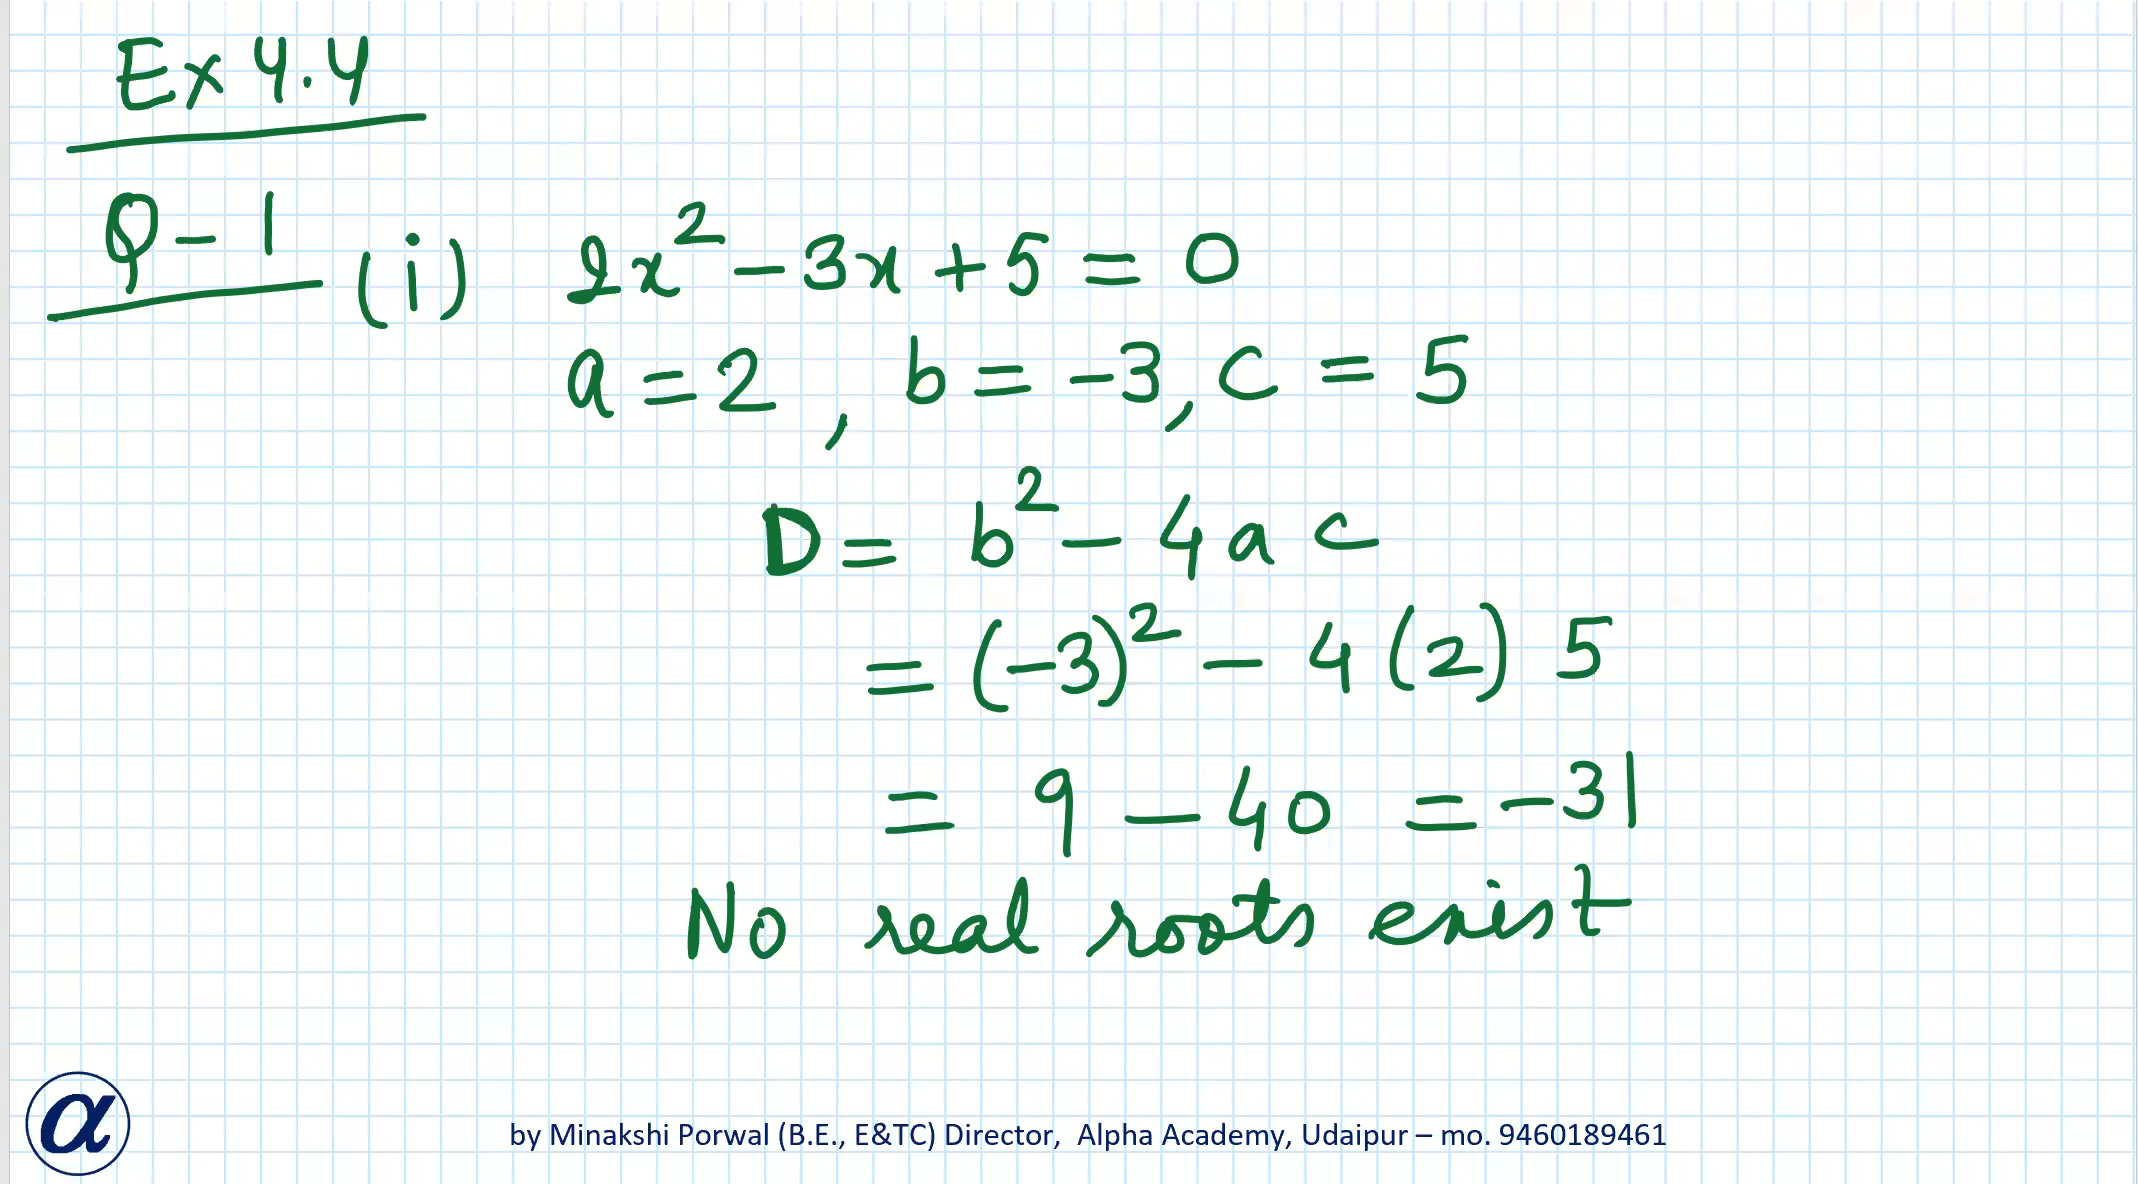 Ex 4.4
Q-1 (i) 2x² - 3x + 5 = 0
a = 2, b = -3, c = 5
D = b² - 4ac
= (-3)² - 4(2)5
= 9 - 40 = -31
No real roots exist
α
by Minakshi Porwal (B.E., E&TC) Director, Alpha Academy, Udaipur – mo. 9460189461